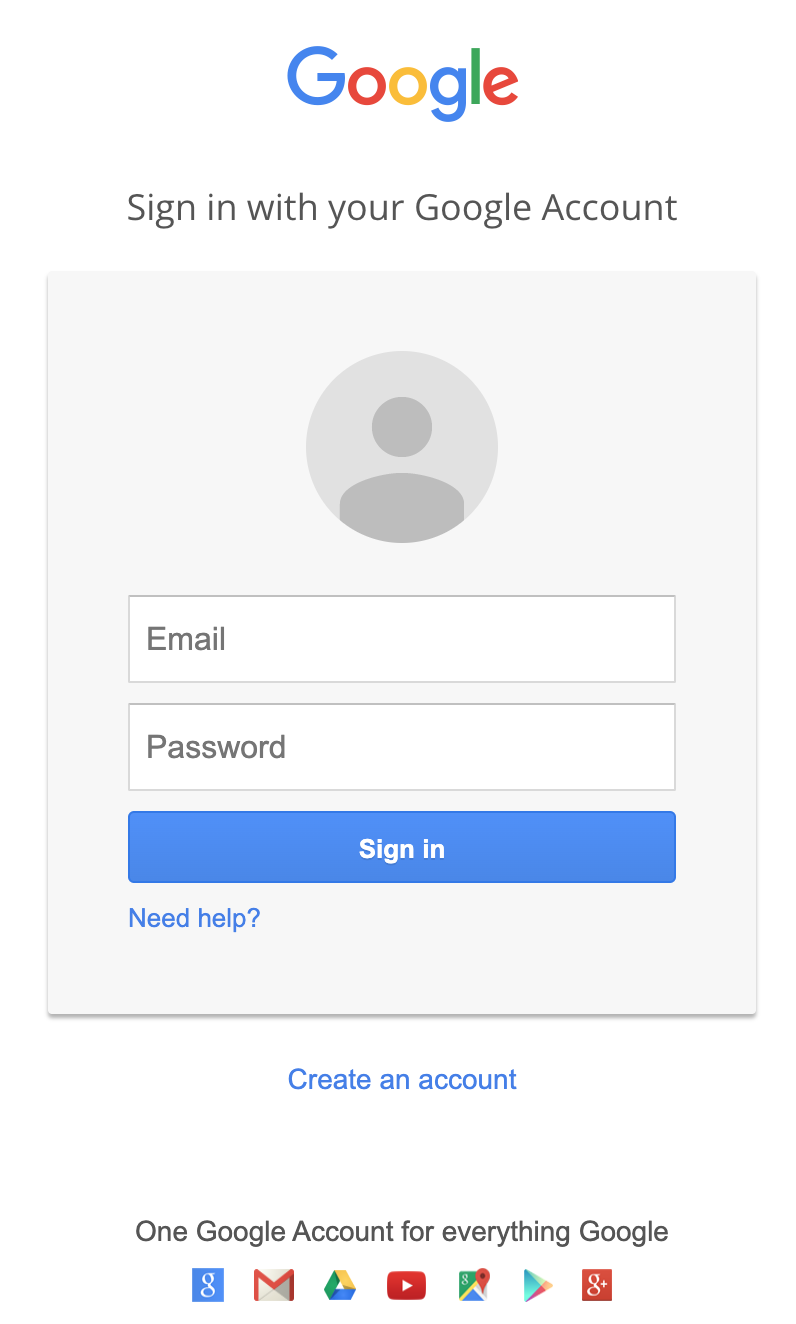 Google
Sign in with your Google Account
Email
Password
Sign in
Need help?
Create an account
One Google Account for everything Google
g g g+